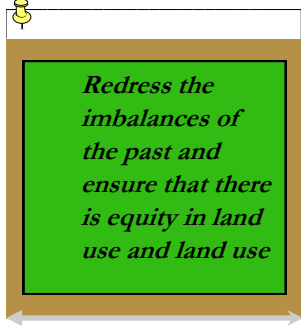 Redress the
imbalances of
the past and
ensure that there
is equity in land
use and land use